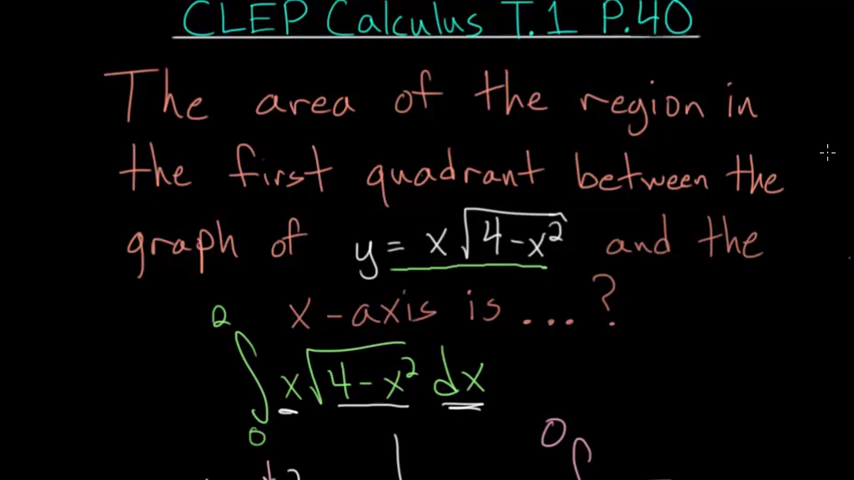 CLEP Calculus T.1 P.40
The area of the region in
the first quadrant between the
graph of y = x√(4-x²) and the
x-axis is ...?
∫₀² x√(4-x²) dx
0